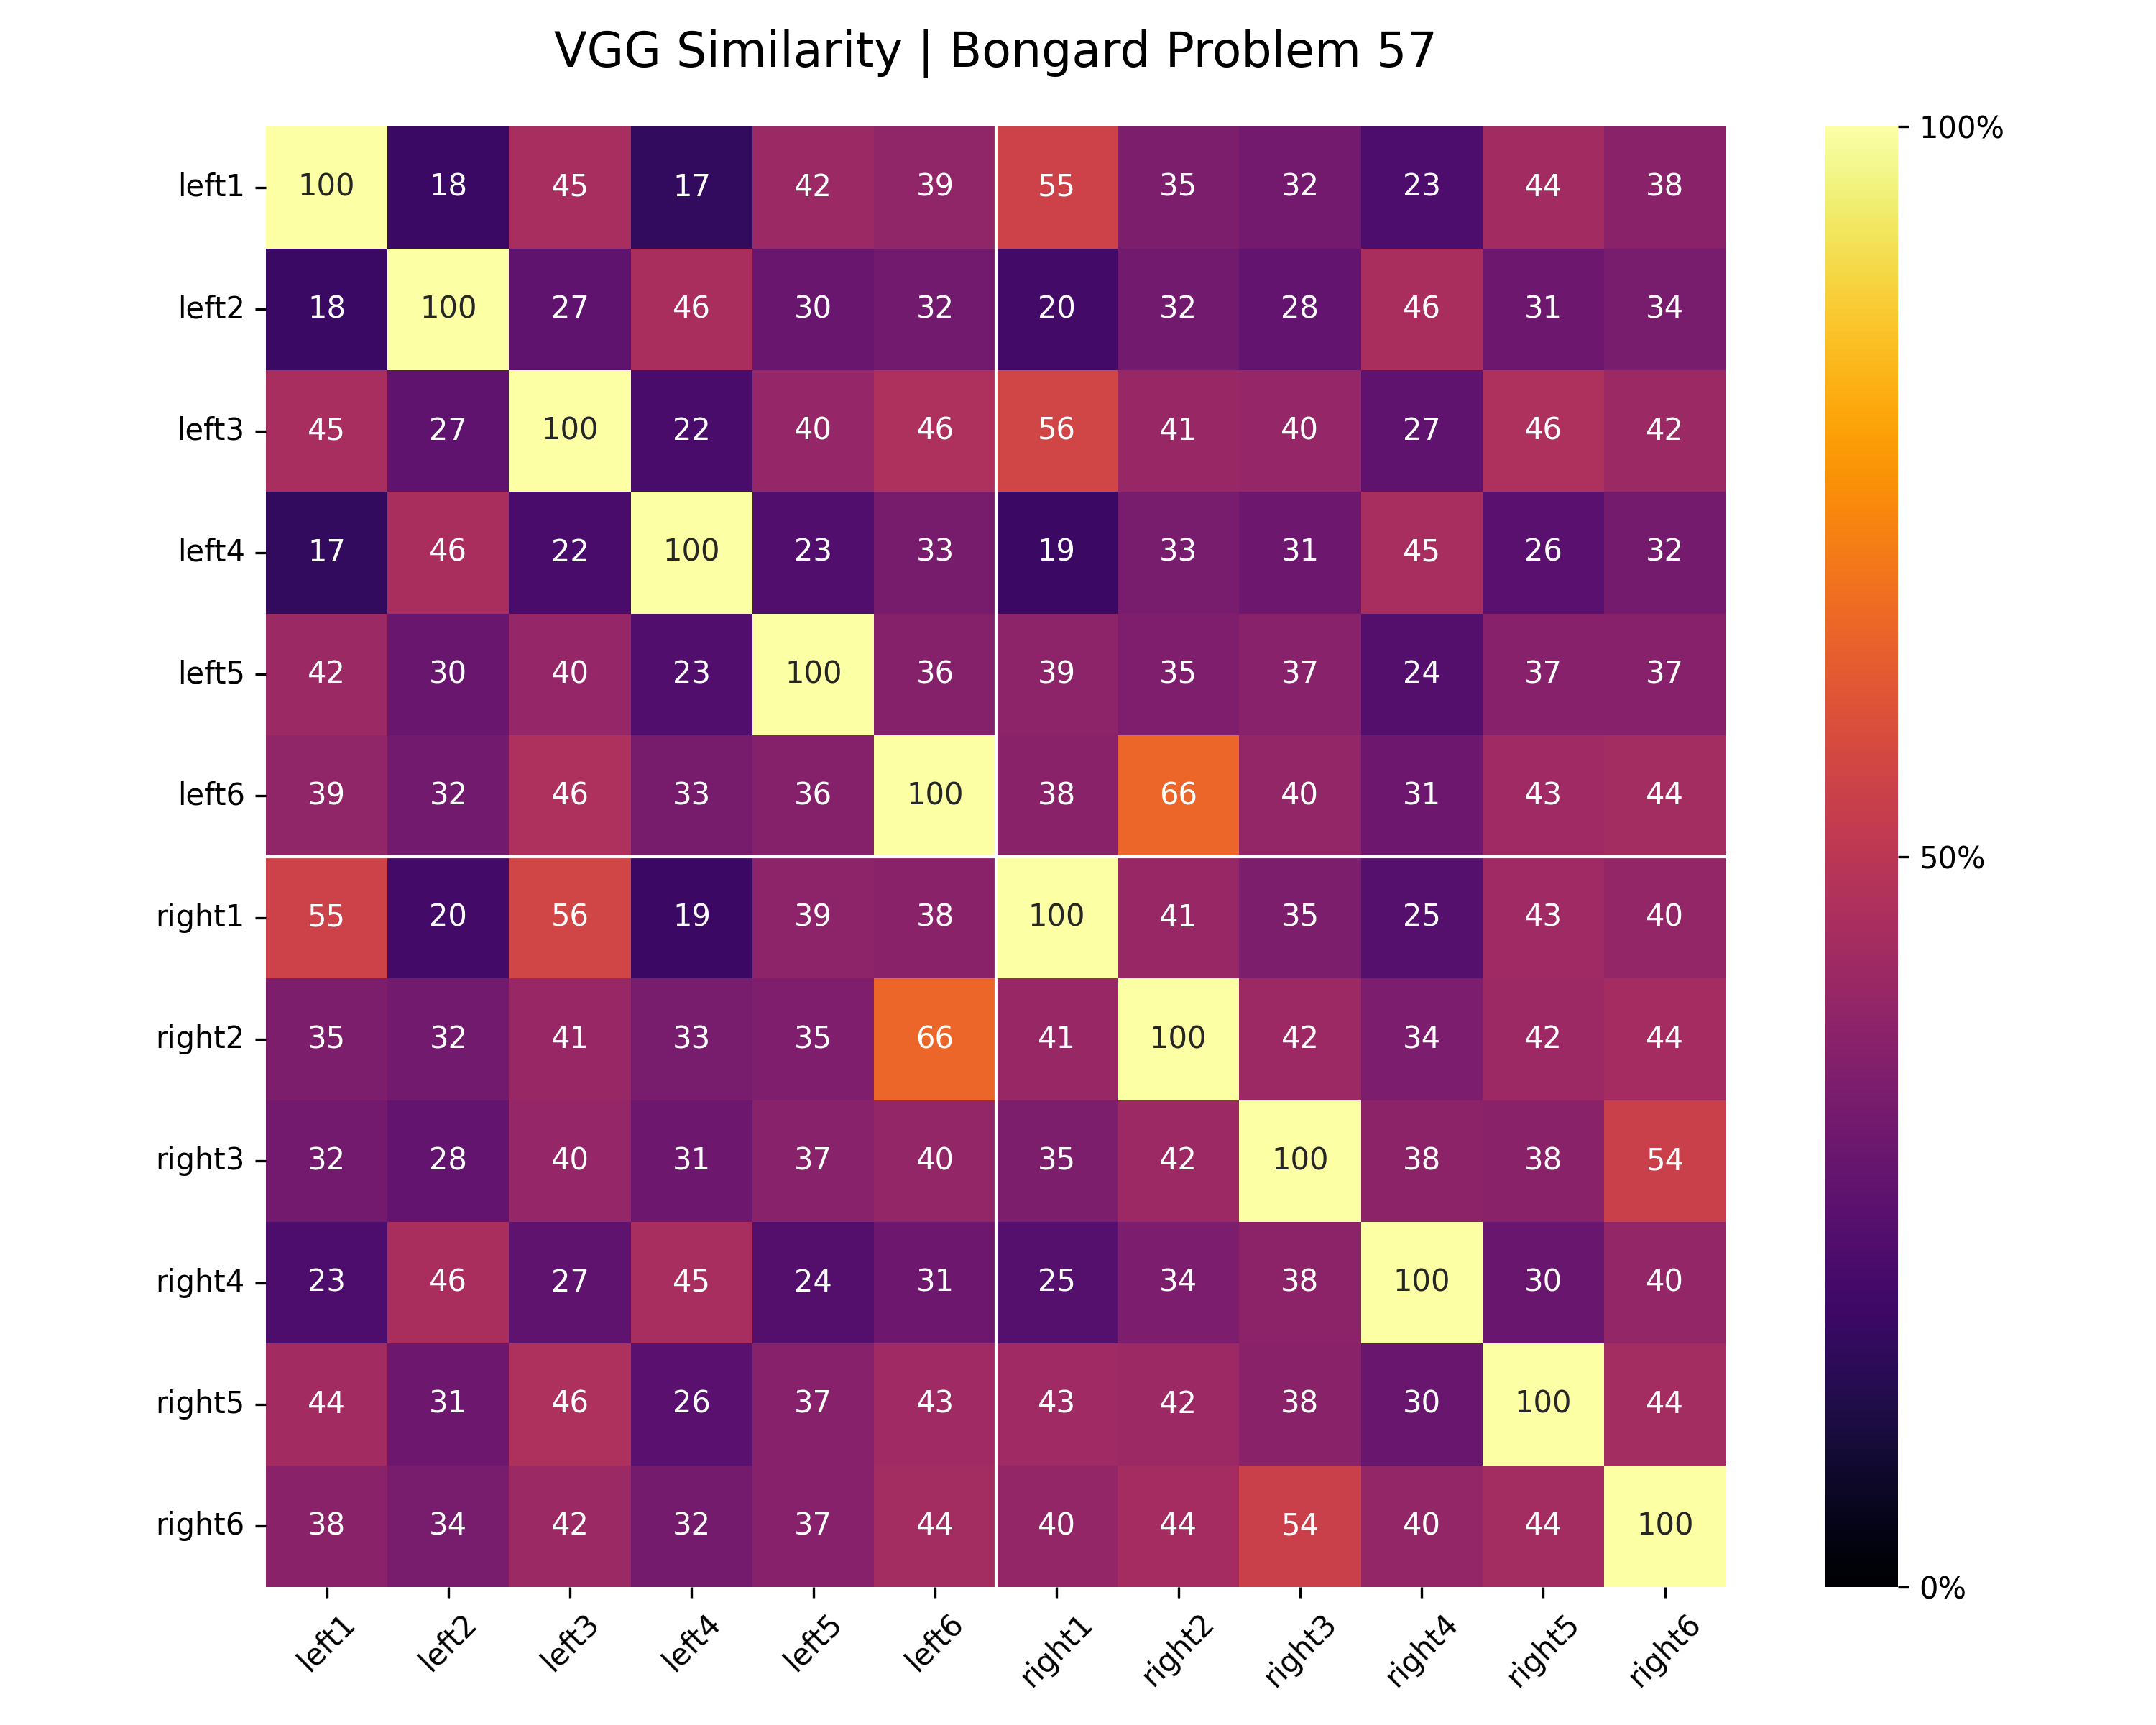 VGG Similarity | Bongard Problem 57
left1 100 18 45 17 42 39 55 35 32 23 44 38
left2 18 100 27 46 30 32 20 32 28 46 31 34
left3 45 27 100 22 40 46 56 41 40 27 46 42
left4 17 46 22 100 23 33 19 33 31 45 26 32
left5 42 30 40 23 100 36 39 35 37 24 37 37
left6 39 32 46 33 36 100 38 66 40 31 43 44
right1 55 20 56 19 39 38 100 41 35 25 43 40
right2 35 32 41 33 35 66 41 100 42 34 42 44
right3 32 28 40 31 37 40 35 42 100 38 38 54
right4 23 46 27 45 24 31 25 34 38 100 30 40
right5 44 31 46 26 37 43 43 42 38 30 100 44
right6 38 34 42 32 37 44 40 44 54 40 44 100
left1 left2 left3 left4 left5 left6 right1 right2 right3 right4 right5 right6
100%
50%
0%